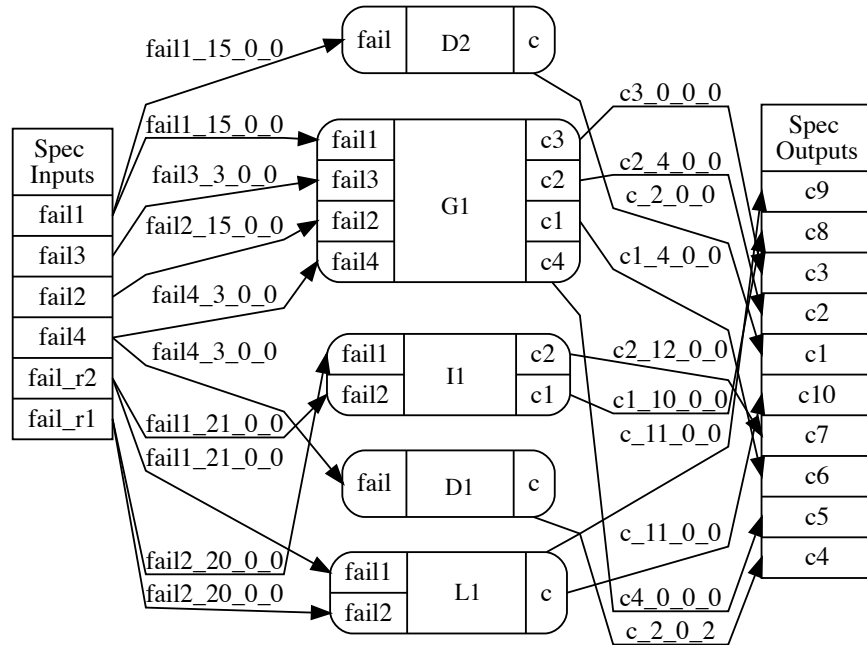 Spec
Inputs
fail1
fail3
fail2
fail4
fail_r2
fail_r1
fail1_15_0_0
fail1_15_0_0
fail3_3_0_0
fail2_15_0_0
fail4_3_0_0
fail4_3_0_0
fail1_21_0_0
fail1_21_0_0
fail2_20_0_0
fail2_20_0_0
fail D2 c
fail1
fail3
fail2
fail4
G1
c3
c2
c1
c4
fail1
fail2
I1
c2
c1
fail D1 c
fail1
fail2
L1
c
c3_0_0_0
c2_4_0_0
c_2_0_0
c1_4_0_0
c2_12_0_0
c1_10_0_0
c_11_0_0
c_11_0_0
c4_0_0_0
c_2_0_2
Spec
Outputs
c9
c8
c3
c2
c1
c10
c7
c6
c5
c4